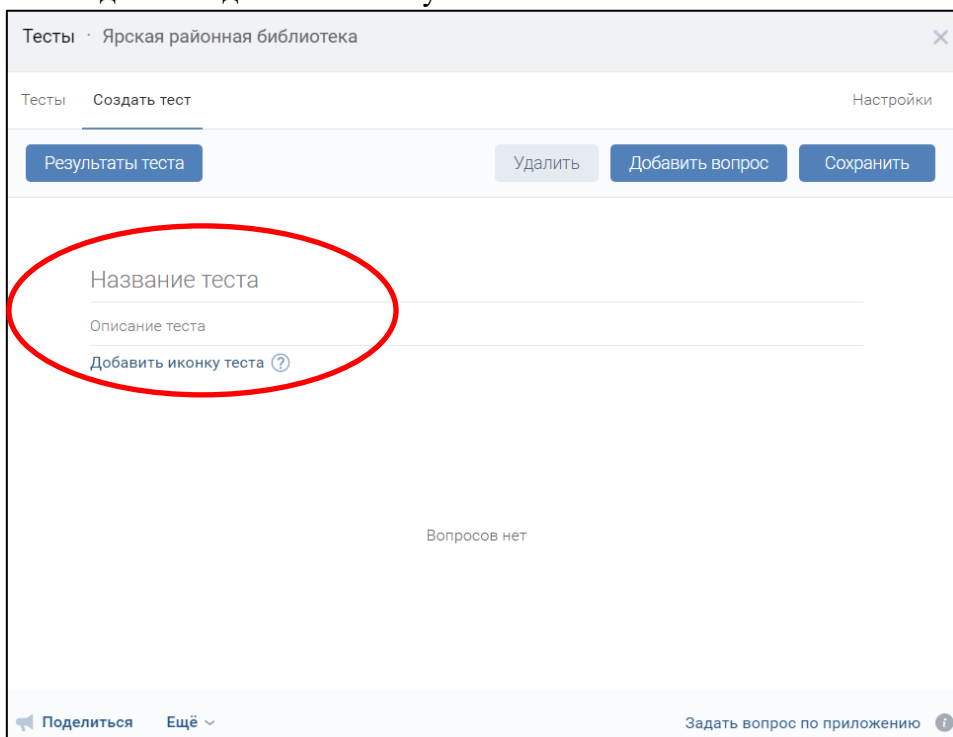 Тесты · Ярская районная библиотека
Тесты Создать тест Настройки
Результаты теста Удалить Добавить вопрос Сохранить
Название теста
Описание теста
Добавить иконку теста ?
Вопросов нет
Поделиться Ещё Задать вопрос по приложению i